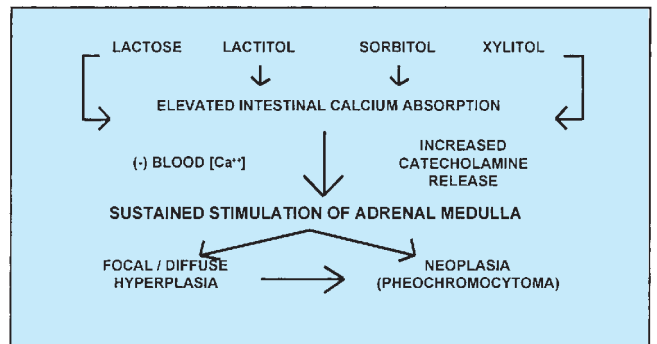 LACTOSE LACTITOL SORBITOL XYLITOL
ELEVATED INTESTINAL CALCIUM ABSORPTION
(-) BLOOD [Ca⁺⁺]
INCREASED
CATECHOLAMINE
RELEASE
SUSTAINED STIMULATION OF ADRENAL MEDULLA
FOCAL / DIFFUSE
HYPERPLASIA
NEOPLASIA
(PHEOCHROMOCYTOMA)